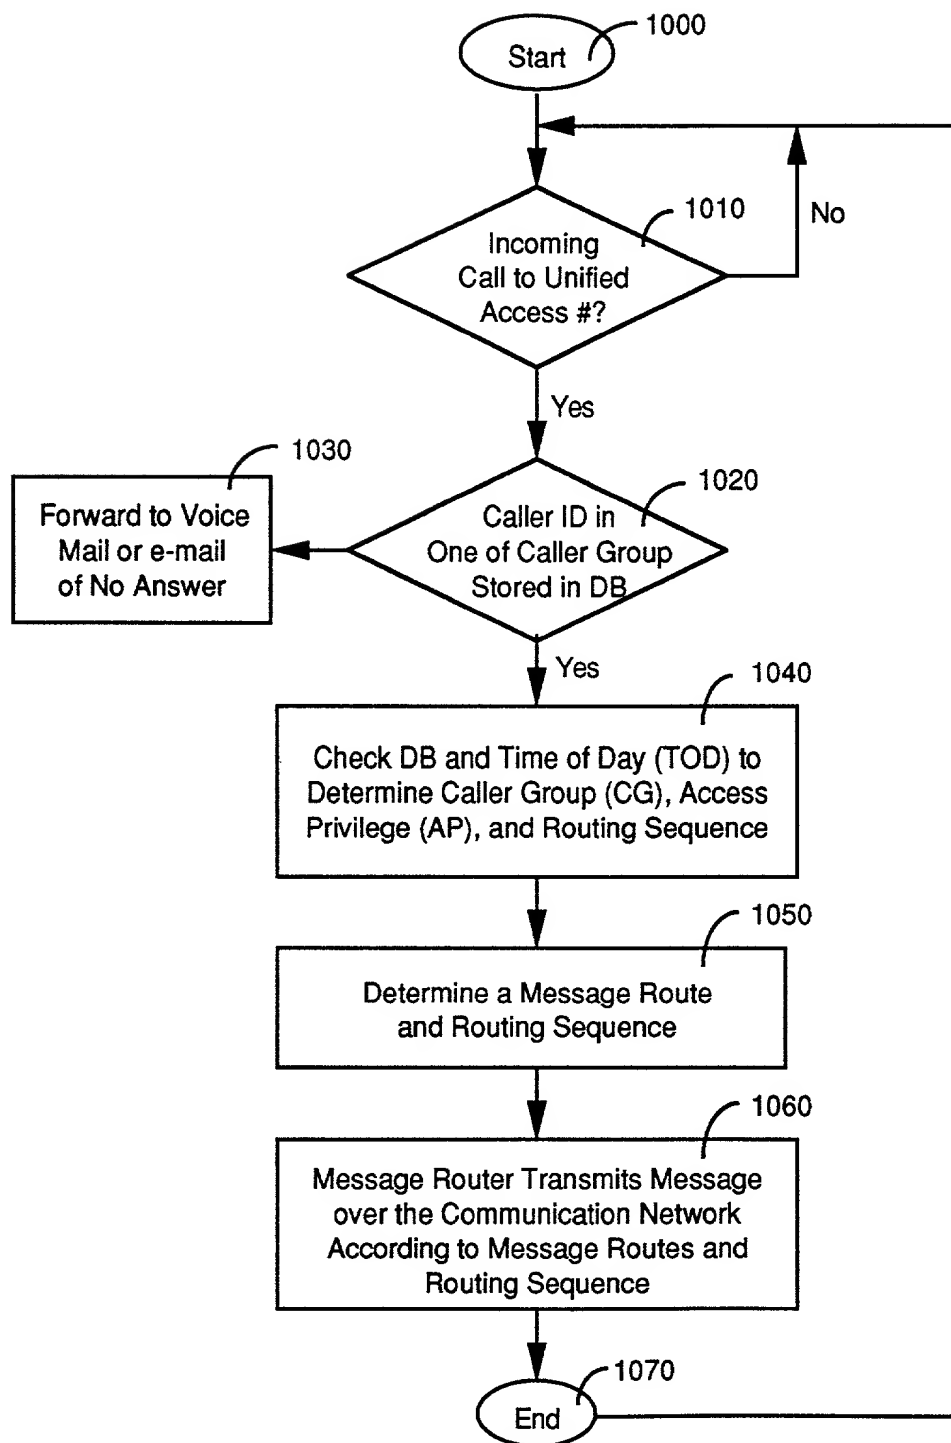 1000
Start
1010
Incoming
Call to Unified
Access #?
No
Yes
1030
Forward to Voice
Mail or e-mail
of No Answer
1020
Caller ID in
One of Caller Group
Stored in DB
Yes
1040
Check DB and Time of Day (TOD) to
Determine Caller Group (CG), Access
Privilege (AP), and Routing Sequence
1050
Determine a Message Route
and Routing Sequence
1060
Message Router Transmits Message
over the Communication Network
According to Message Routes and
Routing Sequence
1070
End